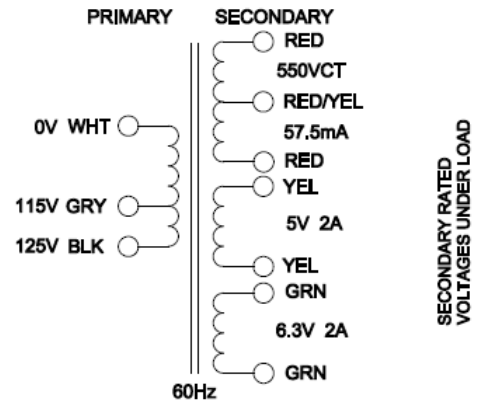 PRIMARY
SECONDARY
RED
550VCT
0V WHT
RED/YEL
57.5mA
RED
115V GRY
YEL
5V 2A
125V BLK
YEL
GRN
6.3V 2A
GRN
60Hz
SECONDARY RATED
VOLTAGES UNDER LOAD